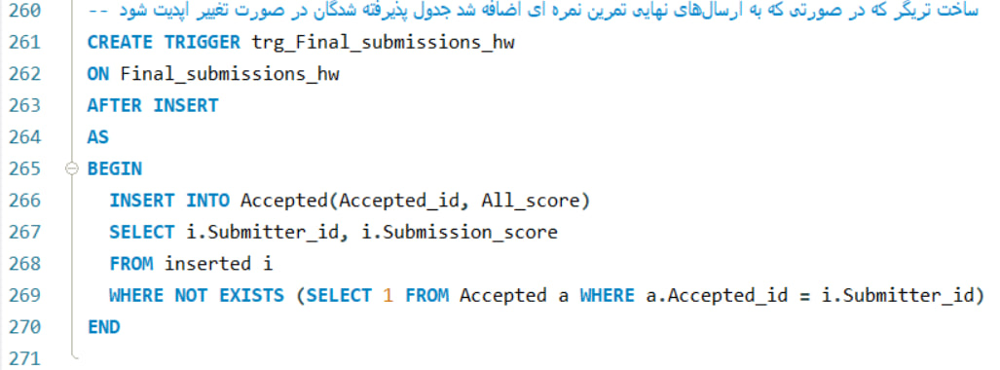 260 -- ساخت تریگر که در صورتی که به ارسال‌های نهایی تمرین نمره ای اضافه شد جدول پذیرفته شدگان در صورت تغییر آپدیت شود
261 CREATE TRIGGER trg_Final_submissions_hw
262 ON Final_submissions_hw
263 AFTER INSERT
264 AS
265 BEGIN
266 INSERT INTO Accepted(Accepted_id, All_score)
267 SELECT i.Submitter_id, i.Submission_score
268 FROM inserted i
269 WHERE NOT EXISTS (SELECT 1 FROM Accepted a WHERE a.Accepted_id = i.Submitter_id)
270 END
271